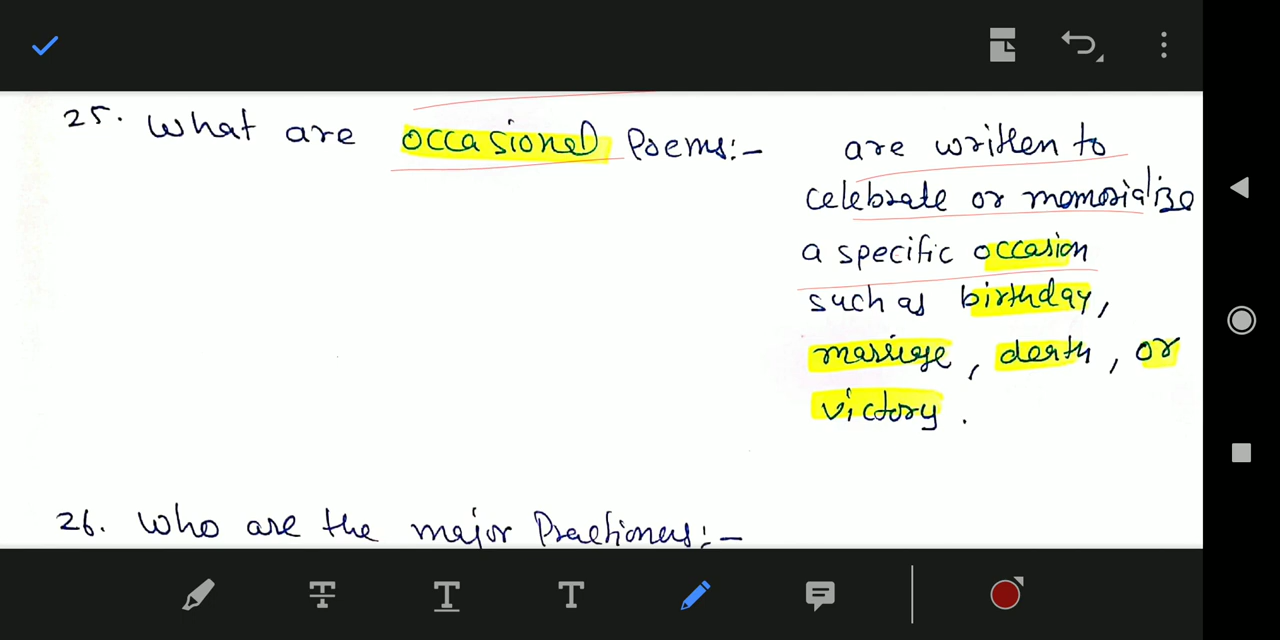 25. What are occasional Poems:-
are written to
celebrate or memorialize
a specific occasion
such as birthday,
marriage, death, or
victory.
26. Who are the major Practioners:-